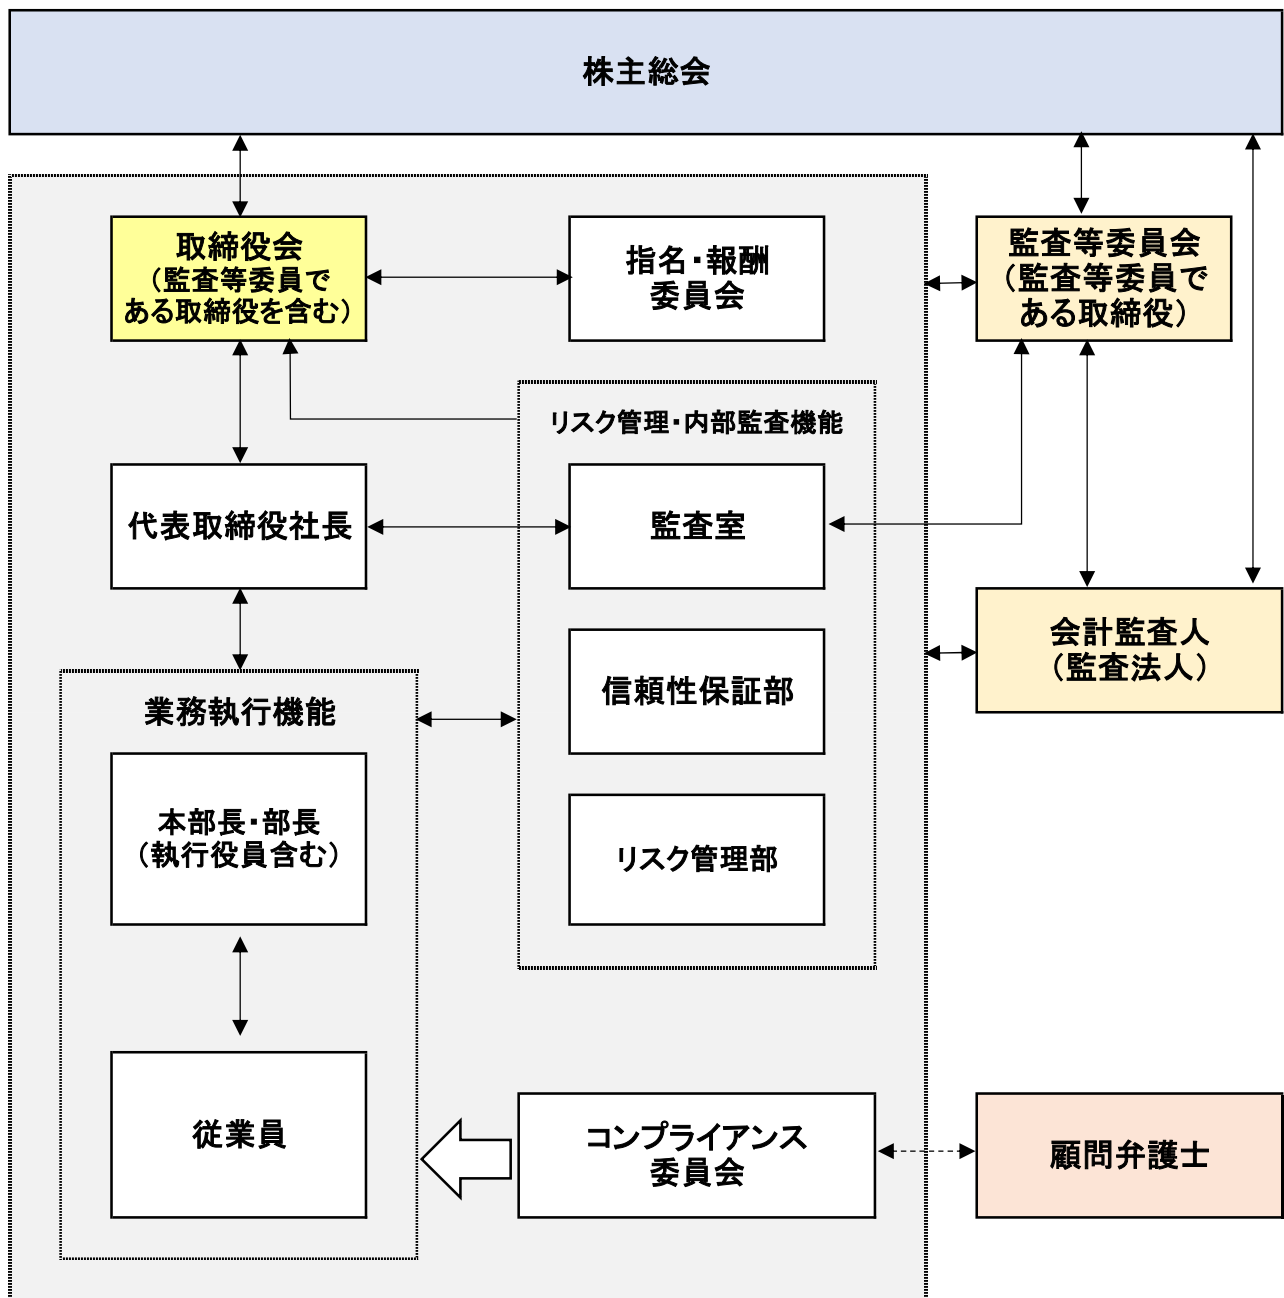 株主総会
取締役会
（監査等委員で
ある取締役を含む）
指名・報酬
委員会
監査等委員会
（監査等委員で
ある取締役）
リスク管理・内部監査機能
代表取締役社長
監査室
会計監査人
（監査法人）
信頼性保証部
業務執行機能
本部長・部長
（執行役員含む）
リスク管理部
従業員
コンプライアンス
委員会
顧問弁護士